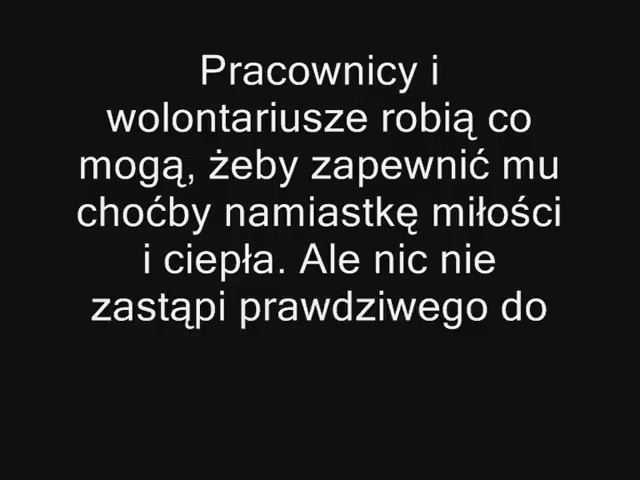 Pracownicy i
wolontariusze robią co
mogą, żeby zapewnić mu
choćby namiastkę miłości
i ciepła. Ale nic nie
zastąpi prawdziwego do